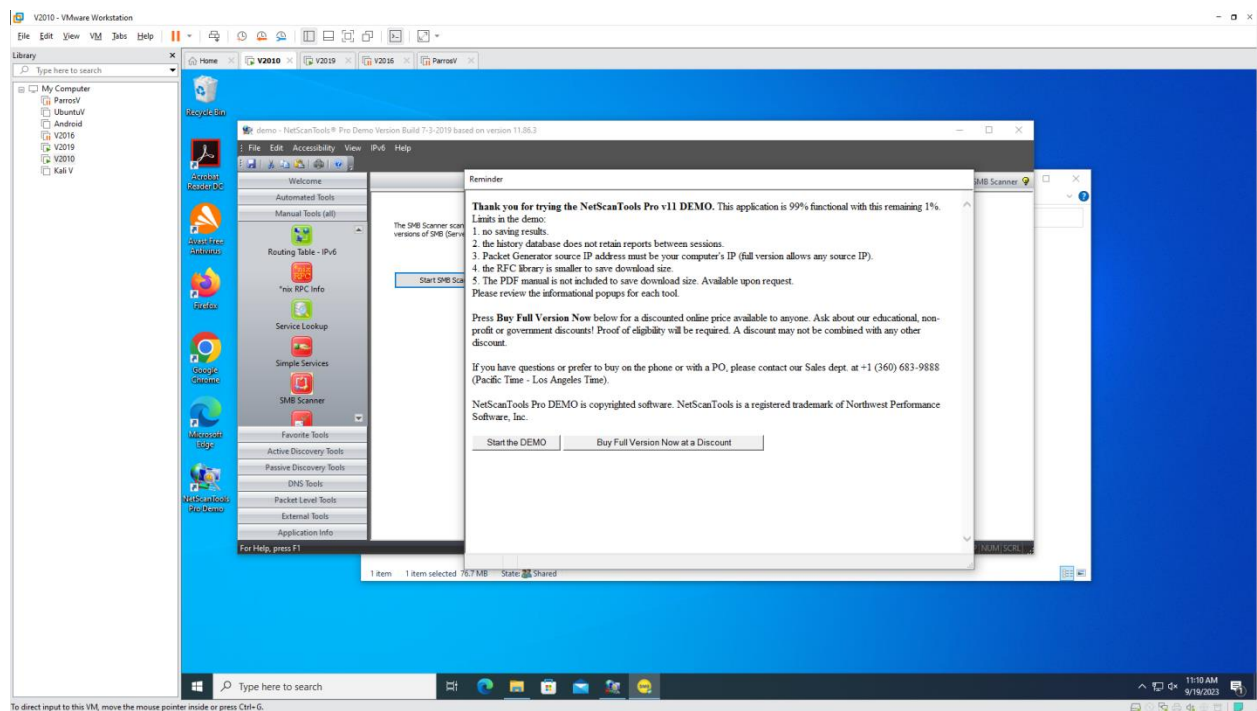 V2010 - VMware Workstation
File Edit View VM Tabs Help
Library
Type here to search
My Computer
ParrosV
UbuntuV
Android
V2016
V2019
V2010
Kali V
Home
V2010
V2019
V2016
ParrosV
Recycle Bin
Acrobat
Reader DC
Avast Free
Antivirus
Firefox
Google
Chrome
Microsoft
Edge
NetScanTools
Pro Demo
demo - NetScanTools® Pro Demo Version Build 7-3-2019 based on version 11.86.3
File Edit Accessibility View IPv6 Help
Welcome
Automated Tools
Manual Tools (all)
Routing Table - IPv6
*nix RPC Info
Service Lookup
Simple Services
SMB Scanner
Favorite Tools
Active Discovery Tools
Passive Discovery Tools
DNS Tools
Packet Level Tools
External Tools
Application Info
For Help, press F1
The SMB Scanner scan
versions of SMB (Serve
Start SMB Sca
SMB Scanner
NUM SCRL
Reminder
Thank you for trying the NetScanTools Pro v11 DEMO. This application is 99% functional with this remaining 1%.
Limits in the demo:
1. no saving results.
2. the history database does not retain reports between sessions.
3. Packet Generator source IP address must be your computer's IP (full version allows any source IP).
4. the RFC library is smaller to save download size.
5. The PDF manual is not included to save download size. Available upon request.
Please review the informational popups for each tool.
Press Buy Full Version Now below for a discounted online price available to anyone. Ask about our educational, non-
profit or government discounts! Proof of eligibility will be required. A discount may not be combined with any other
discount.
If you have questions or prefer to buy on the phone or with a PO, please contact our Sales dept. at +1 (360) 683-9888
(Pacific Time - Los Angeles Time).
NetScanTools Pro DEMO is copyrighted software. NetScanTools is a registered trademark of Northwest Performance
Software, Inc.
Start the DEMO
Buy Full Version Now at a Discount
1 item 1 item selected 76.7 MB State: Shared
Type here to search
11:10 AM
9/19/2023
To direct input to this VM, move the mouse pointer inside or press Ctrl+G.